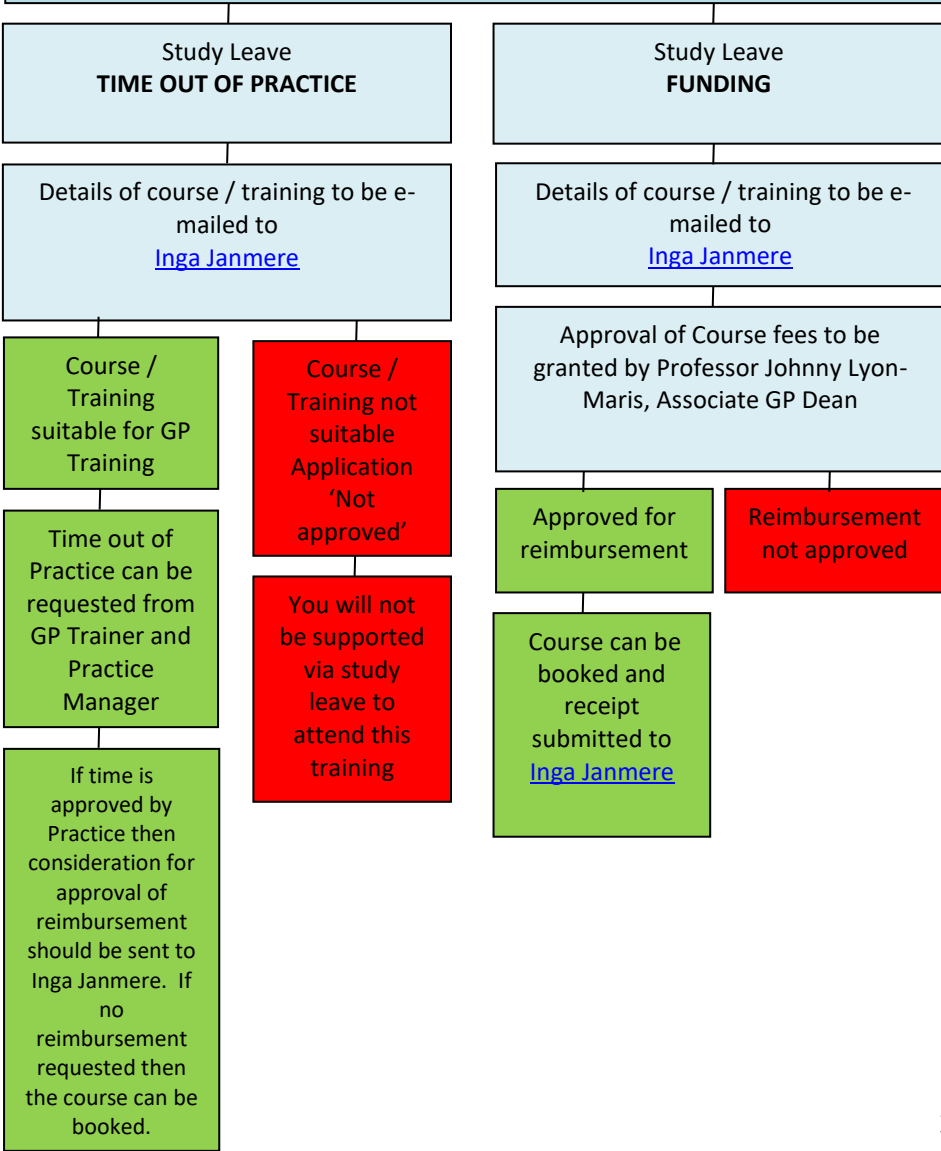 Study Leave
TIME OUT OF PRACTICE
Details of course / training to be e-
mailed to
Inga Janmere
Course /
Training
suitable for GP
Training
Time out of
Practice can be
requested from
GP Trainer and
Practice
Manager
If time is
approved by
Practice then
consideration for
approval of
reimbursement
should be sent to
Inga Janmere.  If
no
reimbursement
requested then
the course can be
booked.
Course /
Training not
suitable
Application
‘Not
approved’
You will not
be supported
via study
leave to
attend this
training
Study Leave
FUNDING
Details of course / training to be e-
mailed to
Inga Janmere
Approval of Course fees to be
granted by Professor Johnny Lyon-
Maris, Associate GP Dean
Approved for
reimbursement
Course can be
booked and
receipt
submitted to
Inga Janmere
Reimbursement
not approved